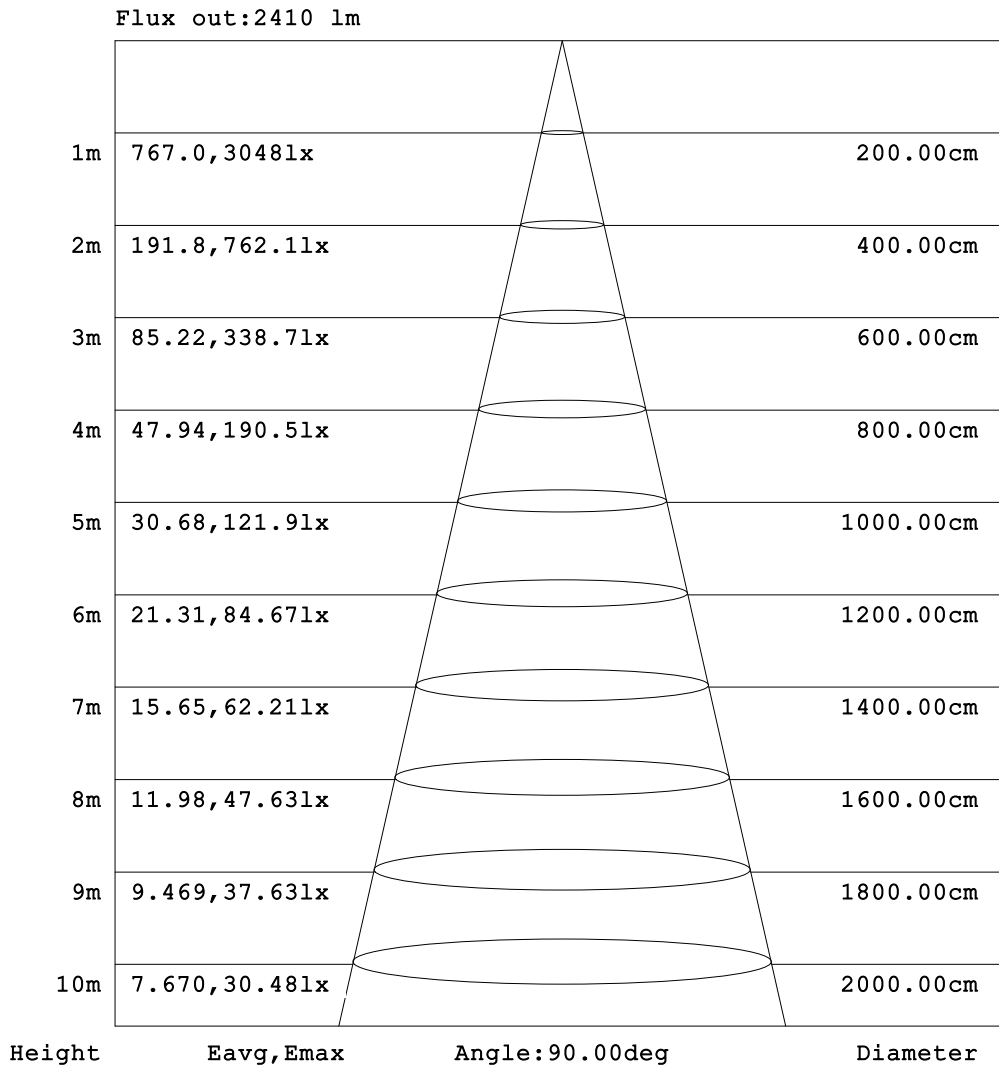 Flux out:2410 lm
1m 767.0,3048lx 200.00cm
2m 191.8,762.1lx 400.00cm
3m 85.22,338.7lx 600.00cm
4m 47.94,190.5lx 800.00cm
5m 30.68,121.9lx 1000.00cm
6m 21.31,84.67lx 1200.00cm
7m 15.65,62.21lx 1400.00cm
8m 11.98,47.63lx 1600.00cm
9m 9.469,37.63lx 1800.00cm
10m 7.670,30.48lx 2000.00cm
Height Eavg,Emax Angle:90.00deg Diameter